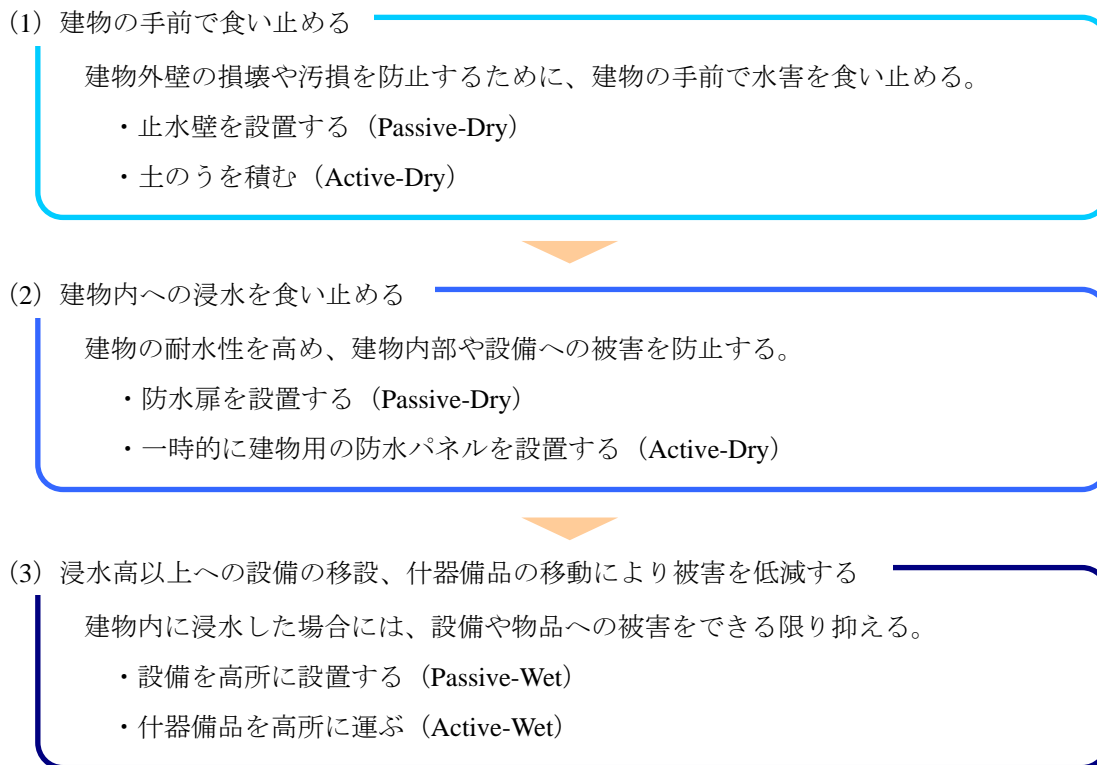 (1) 建物の手前で食い止める
建物外壁の損壊や汚損を防止するために、建物の手前で水害を食い止める。
・止水壁を設置する（Passive-Dry）
・土のうを積む（Active-Dry）
(2) 建物内への浸水を食い止める
建物の耐水性を高め、建物内部や設備への被害を防止する。
・防水扉を設置する（Passive-Dry）
・一時的に建物用の防水パネルを設置する（Active-Dry）
(3) 浸水高以上への設備の移設、什器備品の移動により被害を低減する
建物内に浸水した場合には、設備や物品への被害をできる限り抑える。
・設備を高所に設置する（Passive-Wet）
・什器備品を高所に運ぶ（Active-Wet）